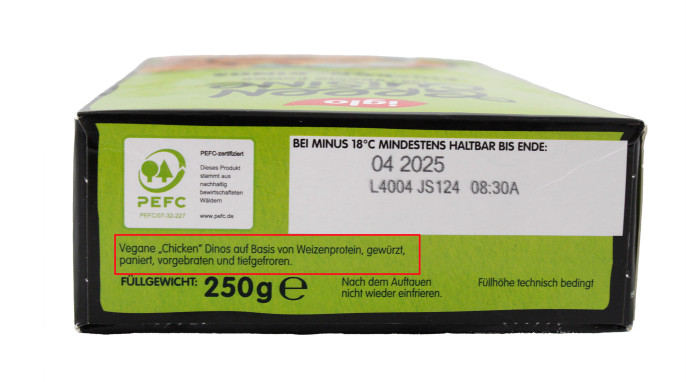 iglo
GREEN
CUISINE
BEI MINUS 18°C MINDESTENS HALTBAR BIS ENDE:
04 2025
L4004 JS124 08:30A
PEFC-zertifiziert
Dieses Produkt
stammt aus
nachhaltig
bewirtschafteten
Wäldern
www.pefc.de
PEFC
PEFC/07-32-227
Vegane „Chicken“ Dinos auf Basis von Weizenprotein, gewürzt,
paniert, vorgebraten und tiefgefroren.
FÜLLGEWICHT: 250g e
Nach dem Auftauen
nicht wieder einfrieren.
Füllhöhe technisch bedingt